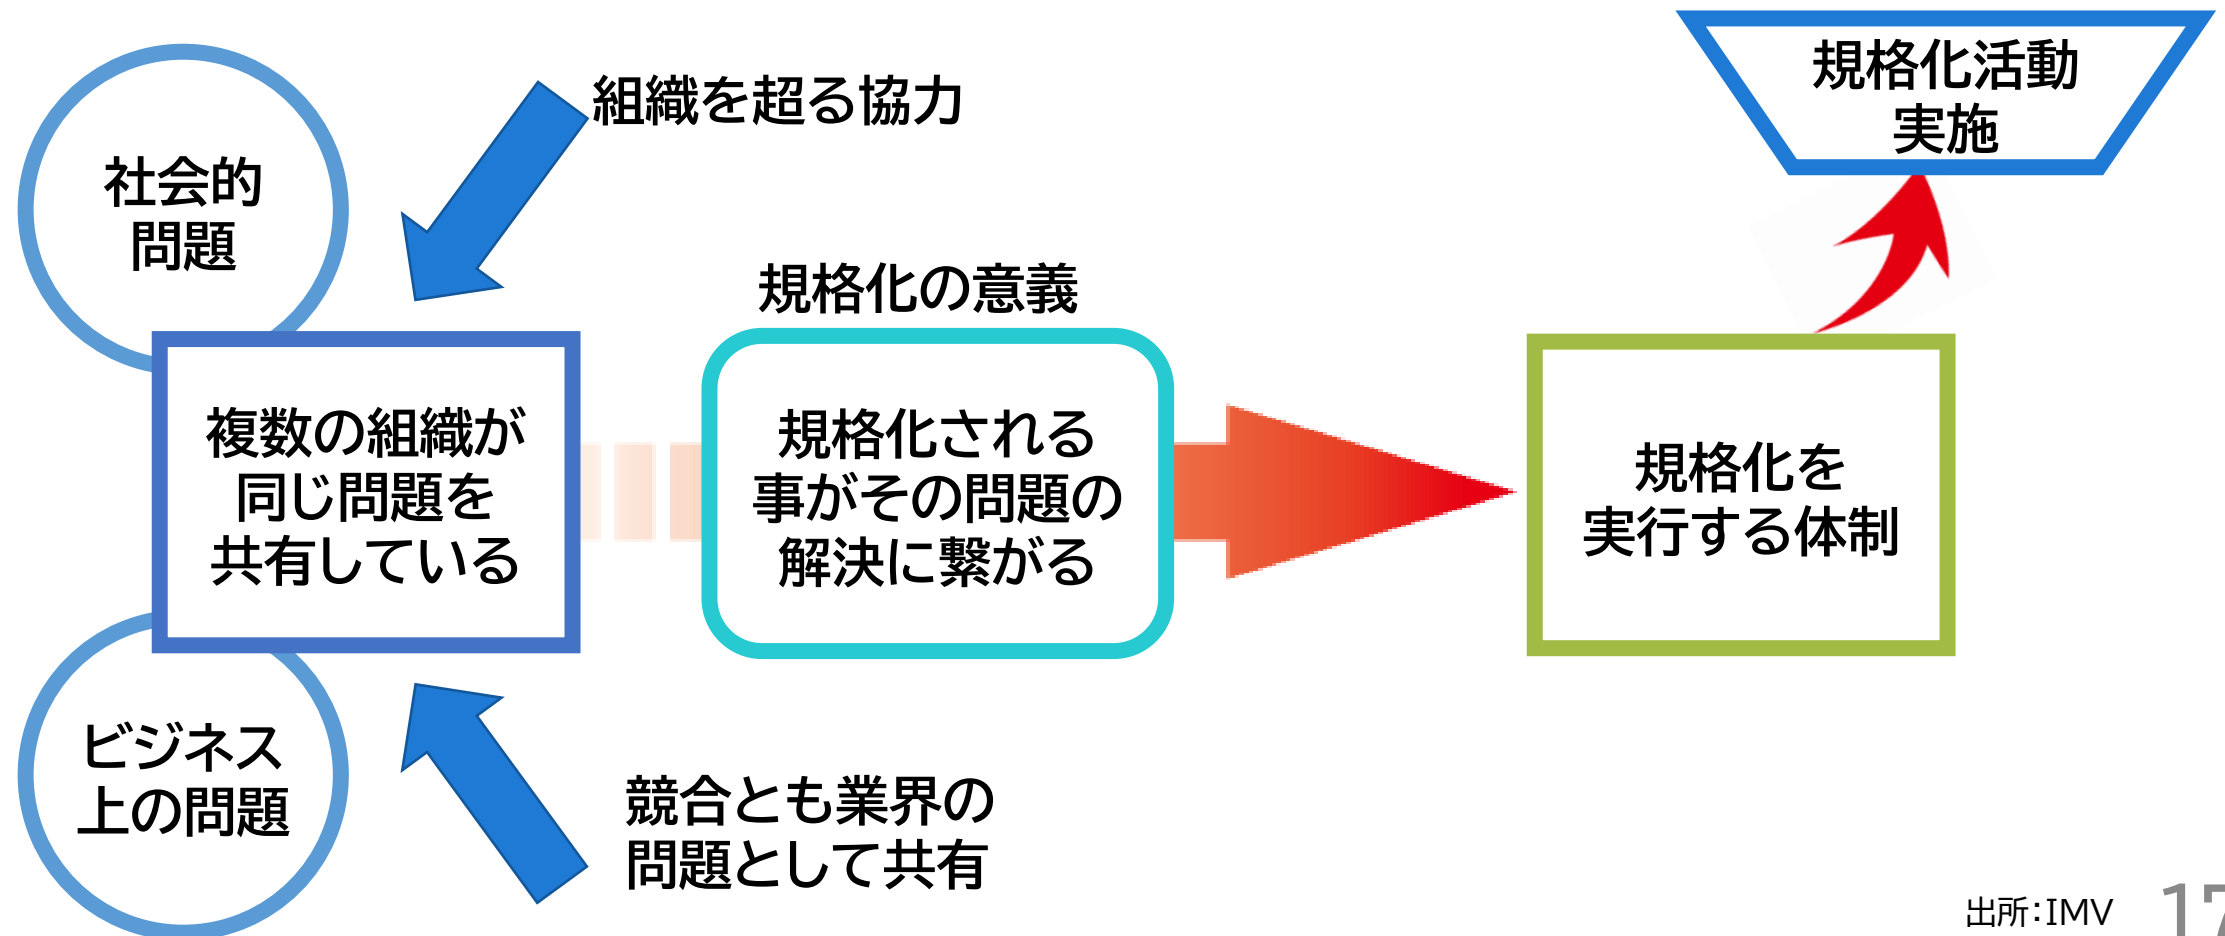 社会的
問題
組織を超る協力
規格化活動
実施
規格化の意義
複数の組織が
同じ問題を
共有している
規格化される
事がその問題の
解決に繋がる
規格化を
実行する体制
ビジネス
上の問題
競合とも業界の
問題として共有
出所：IMV
17